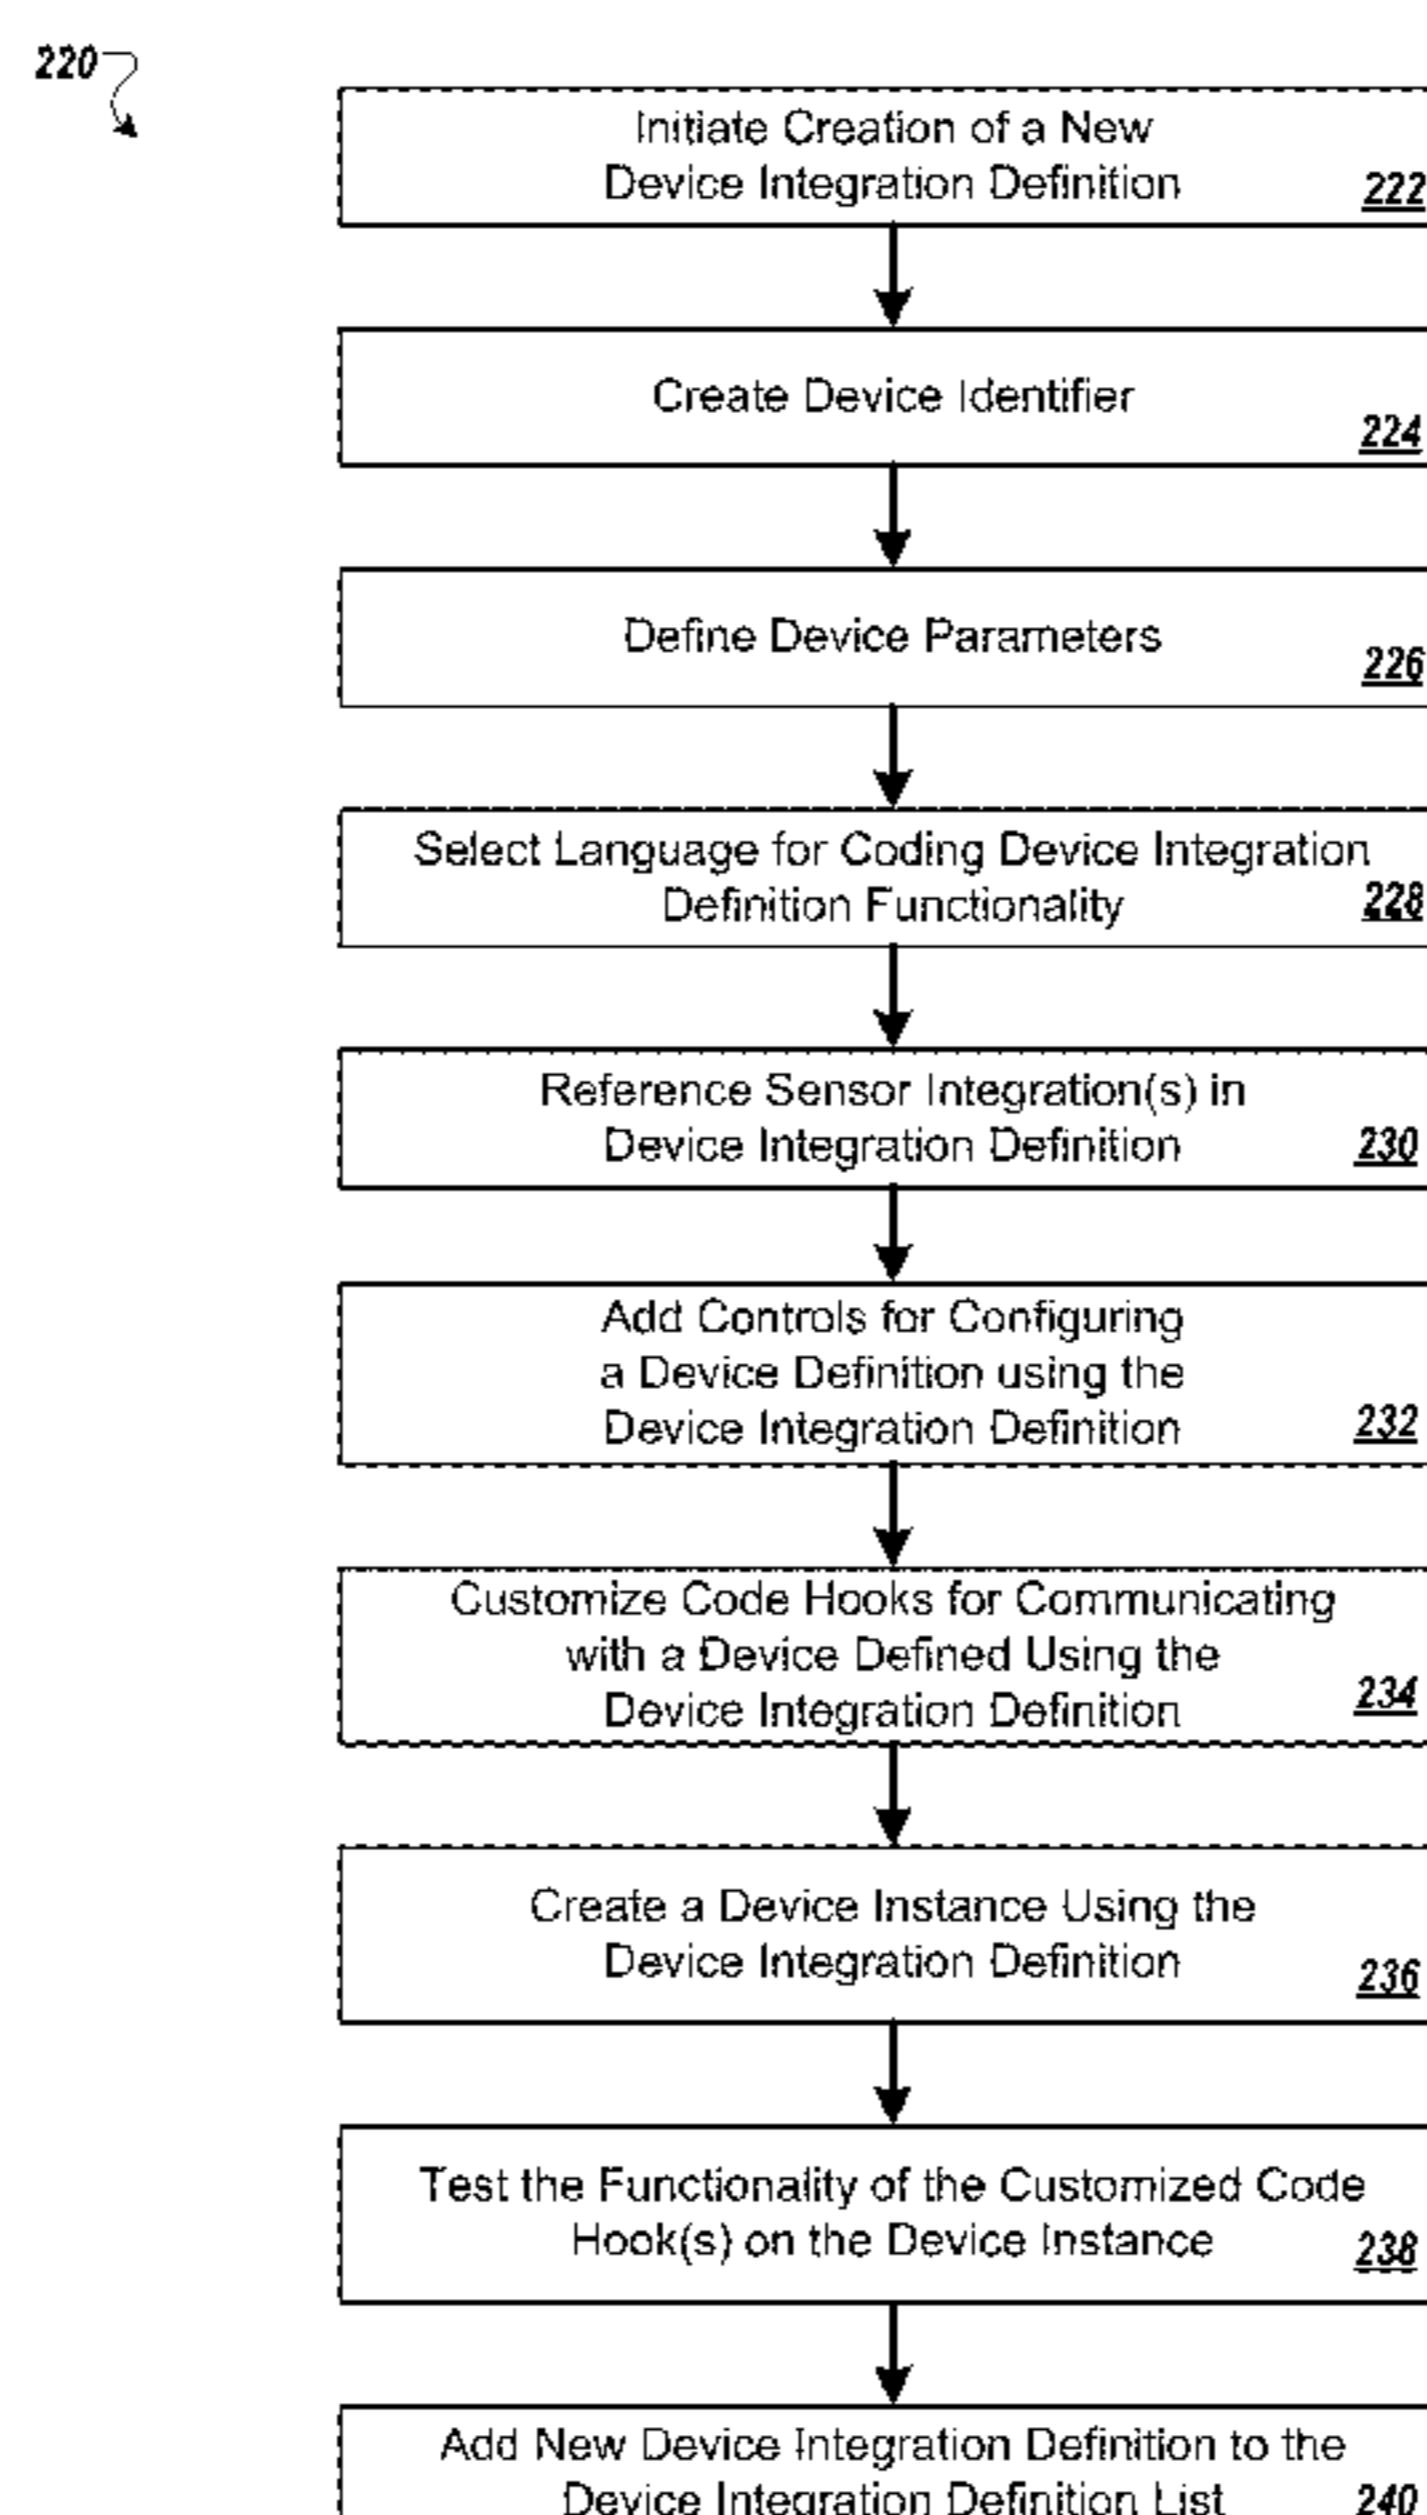 220
Initiate Creation of a New
Device Integration Definition
222
Create Device Identifier
224
Define Device Parameters
226
Select Language for Coding Device Integration
Definition Functionality
228
Reference Sensor Integration(s) in
Device Integration Definition
230
Add Controls for Configuring
a Device Definition using the
Device Integration Definition
232
Customize Code Hooks for Communicating
with a Device Defined Using the
Device Integration Definition
234
Create a Device Instance Using the
Device Integration Definition
236
Test the Functionality of the Customized Code
Hook(s) on the Device Instance
238
Add New Device Integration Definition to the
Device Integration Definition List
240